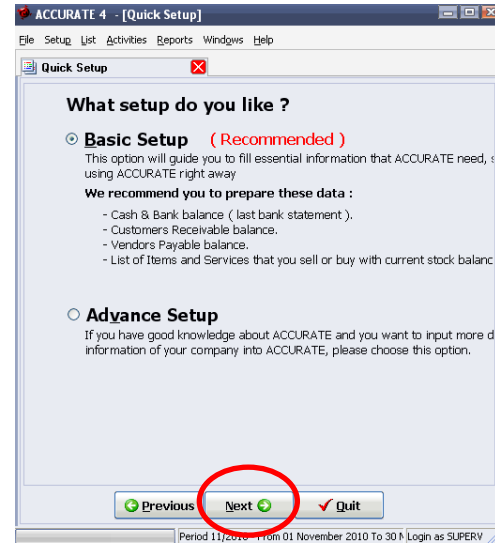 ACCURATE 4 - [Quick Setup]
File Setup List Activities Reports Windows Help
Quick Setup
What setup do you like ?
Basic Setup ( Recommended )
This option will guide you to fill essential information that ACCURATE need, s
using ACCURATE right away
We recommend you to prepare these data :
- Cash & Bank balance ( last bank statement ).
- Customers Receivable balance.
- Vendors Payable balance.
- List of Items and Services that you sell or buy with current stock balanc
Advance Setup
If you have good knowledge about ACCURATE and you want to input more d
information of your company into ACCURATE, please choose this option.
Previous Next Quit
Period 11/2010 From 01 November 2010 To 30 N Login as SUPERV